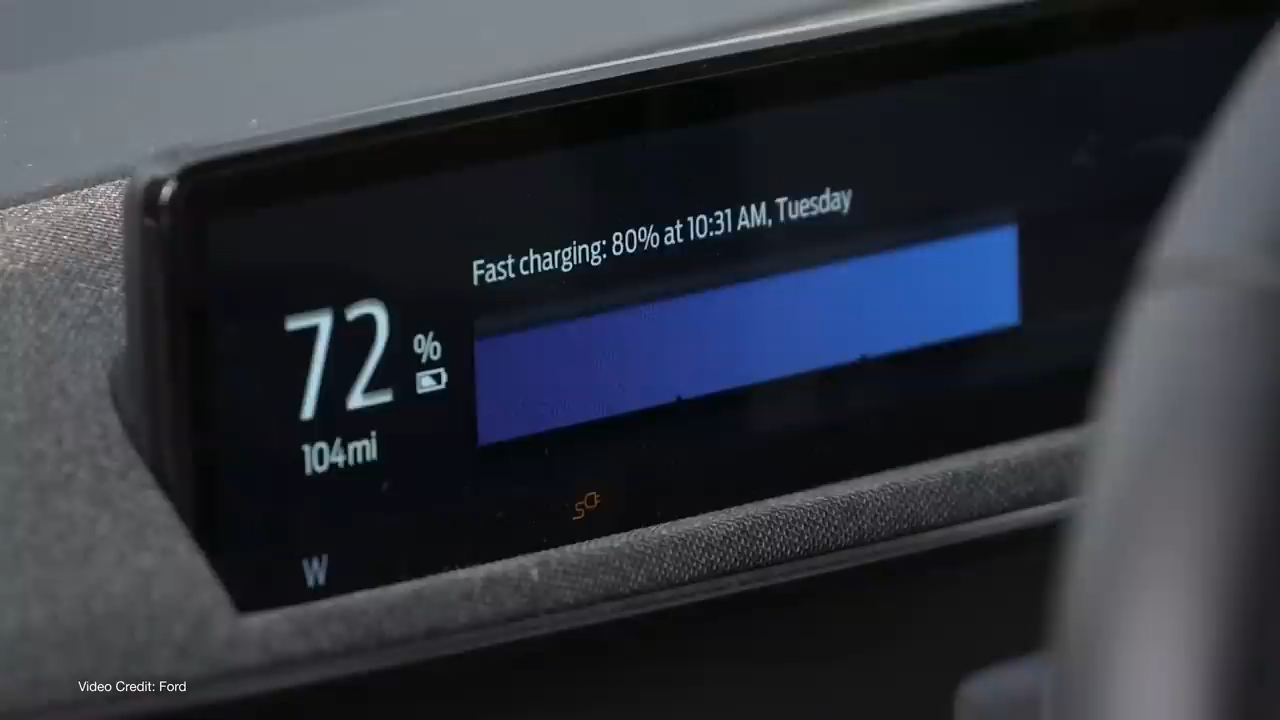 Fast charging: 80% at 10:31 AM, Tuesday
72 %
104mi
W
Video Credit: Ford